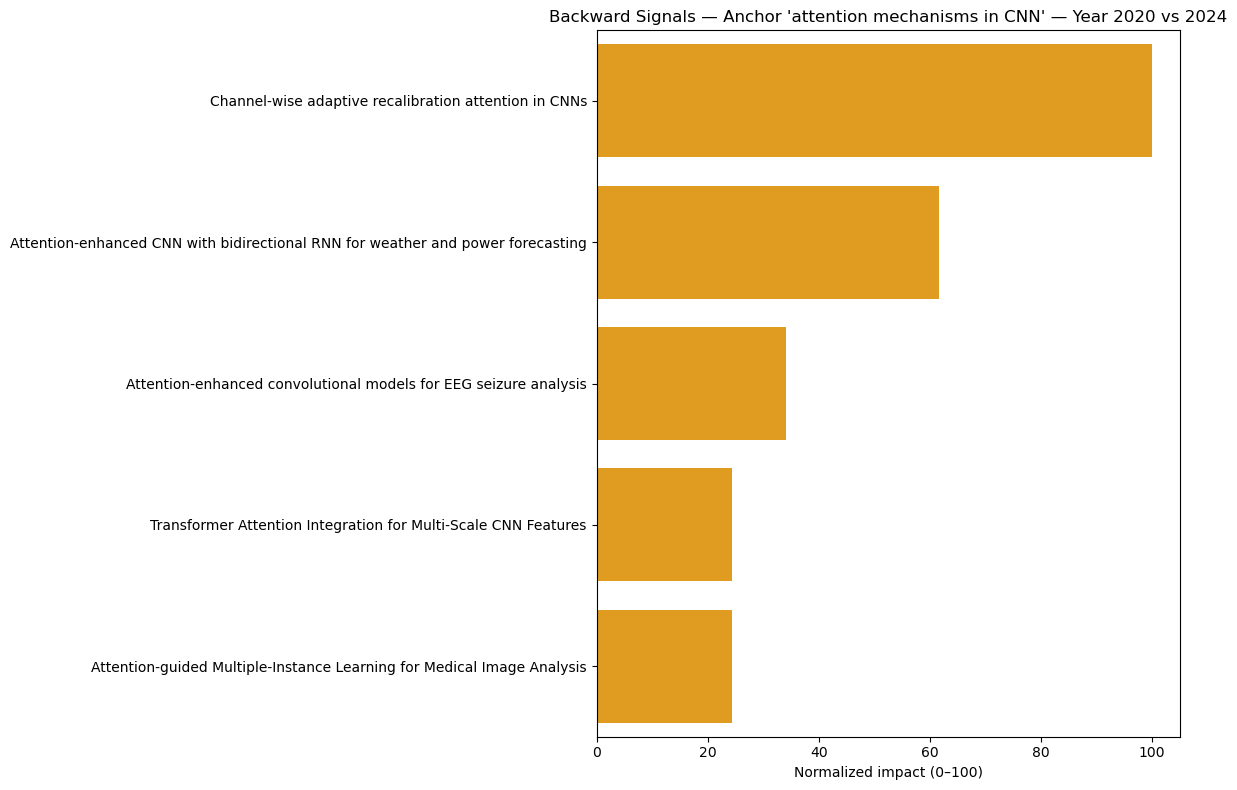 Backward Signals — Anchor 'attention mechanisms in CNN' — Year 2020 vs 2024
Channel-wise adaptive recalibration attention in CNNs
Attention-enhanced CNN with bidirectional RNN for weather and power forecasting
Attention-enhanced convolutional models for EEG seizure analysis
Transformer Attention Integration for Multi-Scale CNN Features
Attention-guided Multiple-Instance Learning for Medical Image Analysis
0 20 40 60 80 100
Normalized impact (0–100)